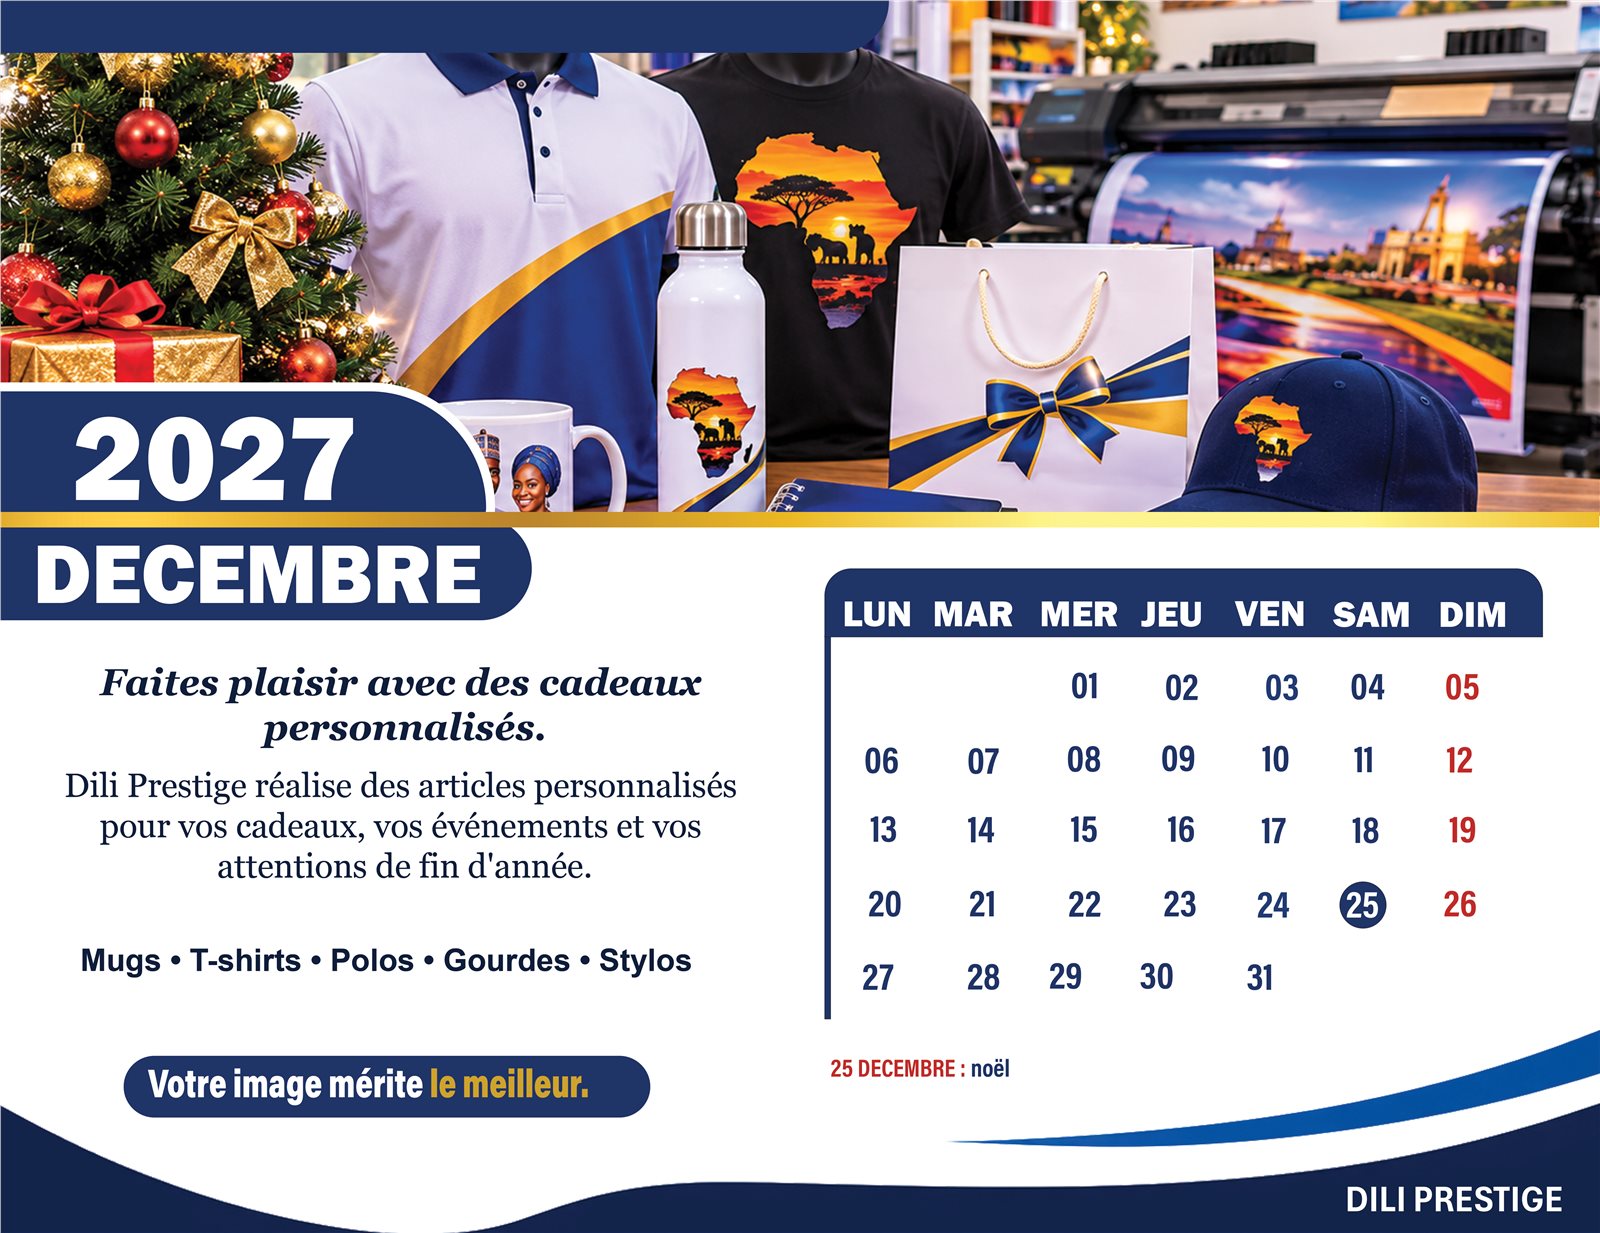 2027
DECEMBRE
Faites plaisir avec des cadeaux
personnalisés.
Dili Prestige réalise des articles personnalisés
pour vos cadeaux, vos événements et vos
attentions de fin d'année.
Mugs • T-shirts • Polos • Gourdes • Stylos
Votre image mérite le meilleur.
LUN MAR MER JEU VEN SAM DIM
01 02 03 04 05
06 07 08 09 10 11 12
13 14 15 16 17 18 19
20 21 22 23 24 25 26
27 28 29 30 31
25 DECEMBRE : noël
DILI PRESTIGE